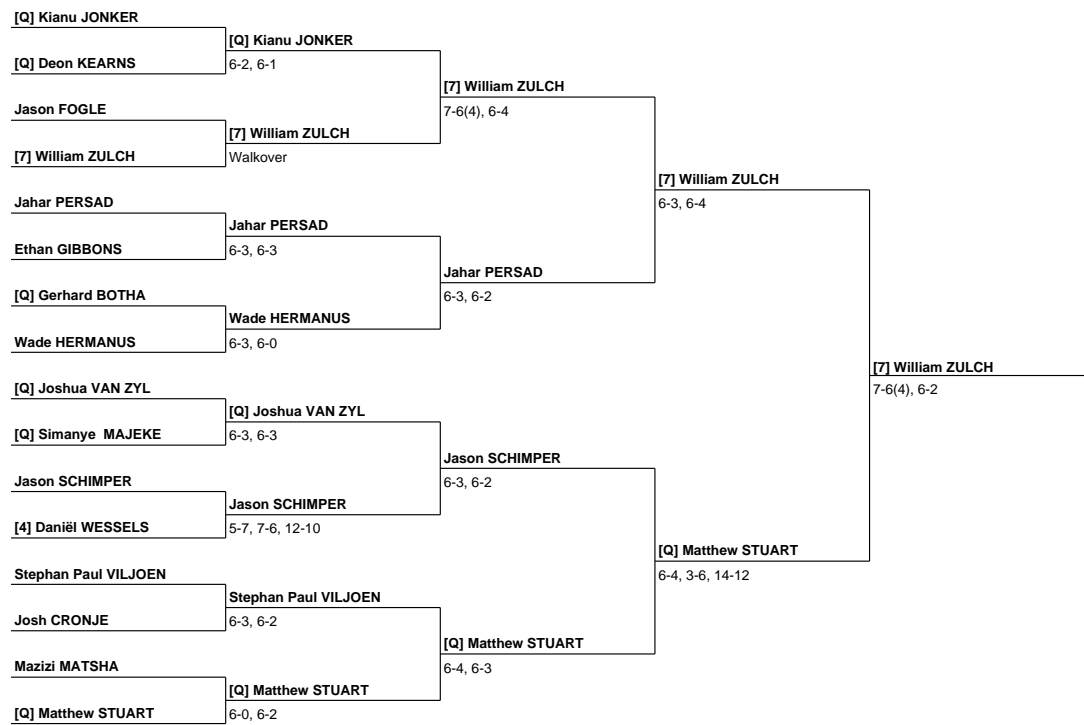 [Q] Kianu JONKER
[Q] Deon KEARNS
Jason FOGLE
[7] William ZULCH
Jahar PERSAD
Ethan GIBBONS
[Q] Gerhard BOTHA
Wade HERMANUS
[Q] Joshua VAN ZYL
[Q] Simanye MAJEKE
Jason SCHIMPER
[4] Daniël WESSELS
Stephan Paul VILJOEN
Josh CRONJE
Mazizi MATSHA
[Q] Matthew STUART
[Q] Kianu JONKER
6-2, 6-1
[7] William ZULCH
Walkover
Jahar PERSAD
6-3, 6-3
Wade HERMANUS
6-3, 6-0
[Q] Joshua VAN ZYL
6-3, 6-3
Jason SCHIMPER
5-7, 7-6, 12-10
Stephan Paul VILJOEN
6-3, 6-2
[Q] Matthew STUART
6-0, 6-2
[7] William ZULCH
7-6(4), 6-4
Jahar PERSAD
6-3, 6-2
Jason SCHIMPER
6-3, 6-2
[Q] Matthew STUART
6-4, 6-3
[7] William ZULCH
6-3, 6-4
[Q] Matthew STUART
6-4, 3-6, 14-12
[7] William ZULCH
7-6(4), 6-2